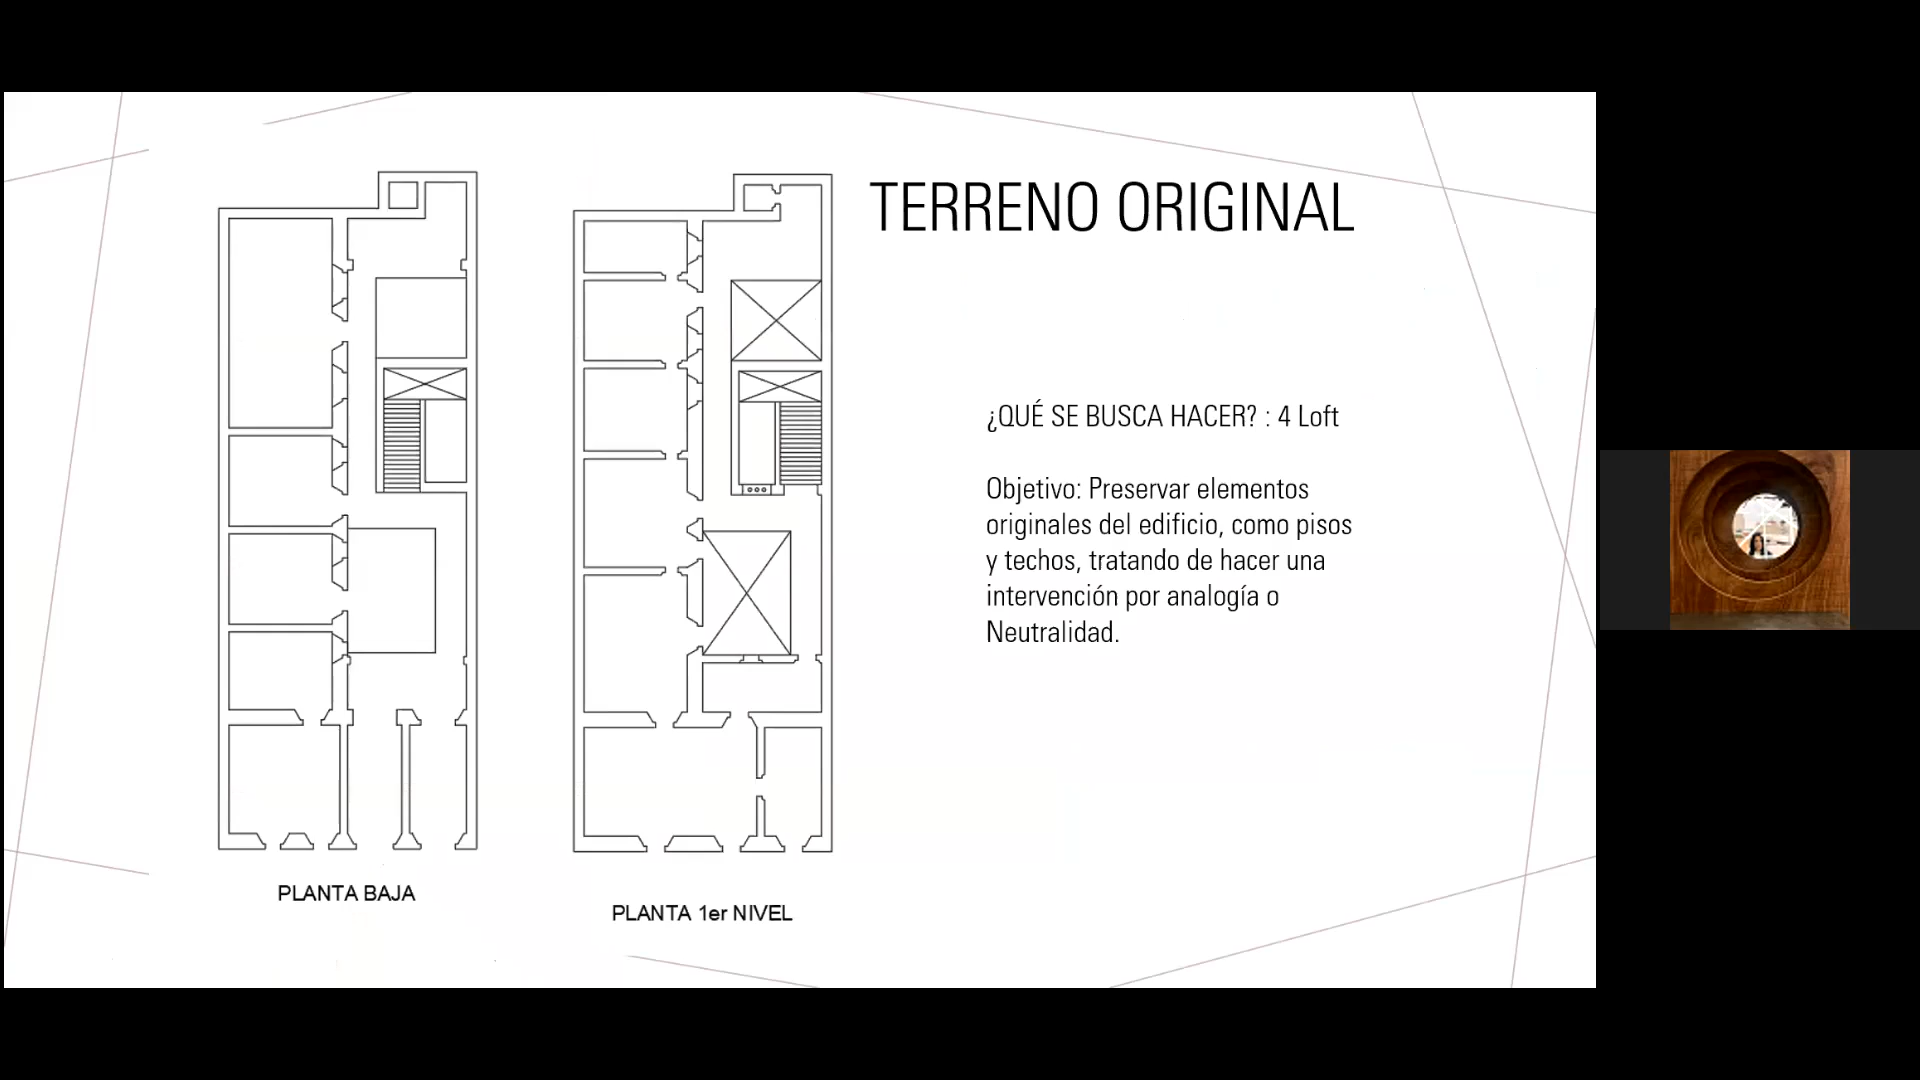 TERRENO ORIGINAL
¿QUÉ SE BUSCA HACER? : 4 Loft
Objetivo: Preservar elementos
originales del edificio, como pisos
y techos, tratando de hacer una
intervención por analogía o
Neutralidad.
PLANTA BAJA
PLANTA 1er NIVEL